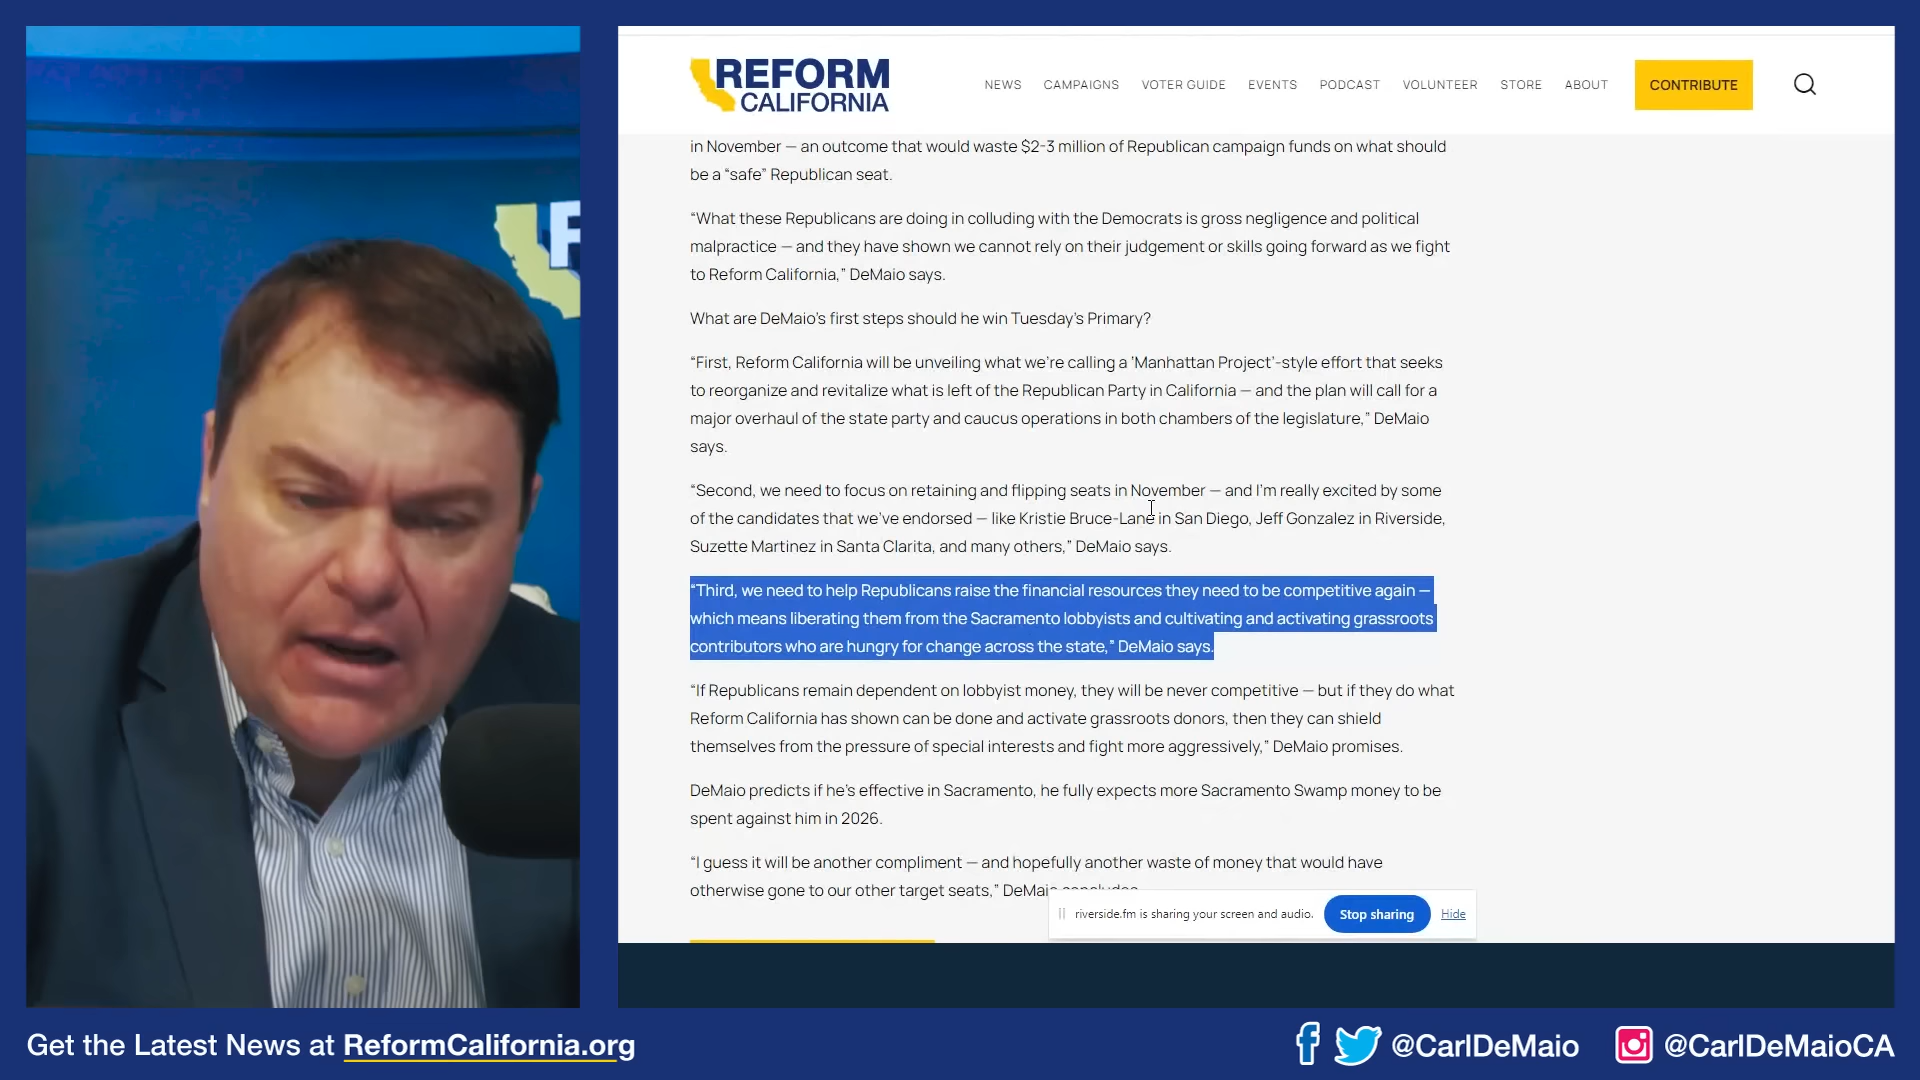 F
REFORM
CALIFORNIA
NEWS CAMPAIGNS VOTER GUIDE EVENTS PODCAST VOLUNTEER STORE ABOUT CONTRIBUTE
in November — an outcome that would waste $2-3 million of Republican campaign funds on what should
be a “safe” Republican seat.
“What these Republicans are doing in colluding with the Democrats is gross negligence and political
malpractice — and they have shown we cannot rely on their judgement or skills going forward as we fight
to Reform California,” DeMaio says.
What are DeMaio’s first steps should he win Tuesday’s Primary?
“First, Reform California will be unveiling what we’re calling a ‘Manhattan Project’-style effort that seeks
to reorganize and revitalize what is left of the Republican Party in California — and the plan will call for a
major overhaul of the state party and caucus operations in both chambers of the legislature,” DeMaio
says.
“Second, we need to focus on retaining and flipping seats in November — and I’m really excited by some
of the candidates that we’ve endorsed — like Kristie Bruce-Lane in San Diego, Jeff Gonzalez in Riverside,
Suzette Martinez in Santa Clarita, and many others,” DeMaio says.
“Third, we need to help Republicans raise the financial resources they need to be competitive again —
which means liberating them from the Sacramento lobbyists and cultivating and activating grassroots
contributors who are hungry for change across the state,” DeMaio says.
“If Republicans remain dependent on lobbyist money, they will be never competitive — but if they do what
Reform California has shown can be done and activate grassroots donors, then they can shield
themselves from the pressure of special interests and fight more aggressively,” DeMaio promises.
DeMaio predicts if he’s effective in Sacramento, he fully expects more Sacramento Swamp money to be
spent against him in 2026.
“I guess it will be another compliment — and hopefully another waste of money that would have
otherwise gone to our other target seats,” DeMaio concludes.
riverside.fm is sharing your screen and audio. Stop sharing Hide
Get the Latest News at ReformCalifornia.org
@CarlDeMaio
@CarlDeMaioCA